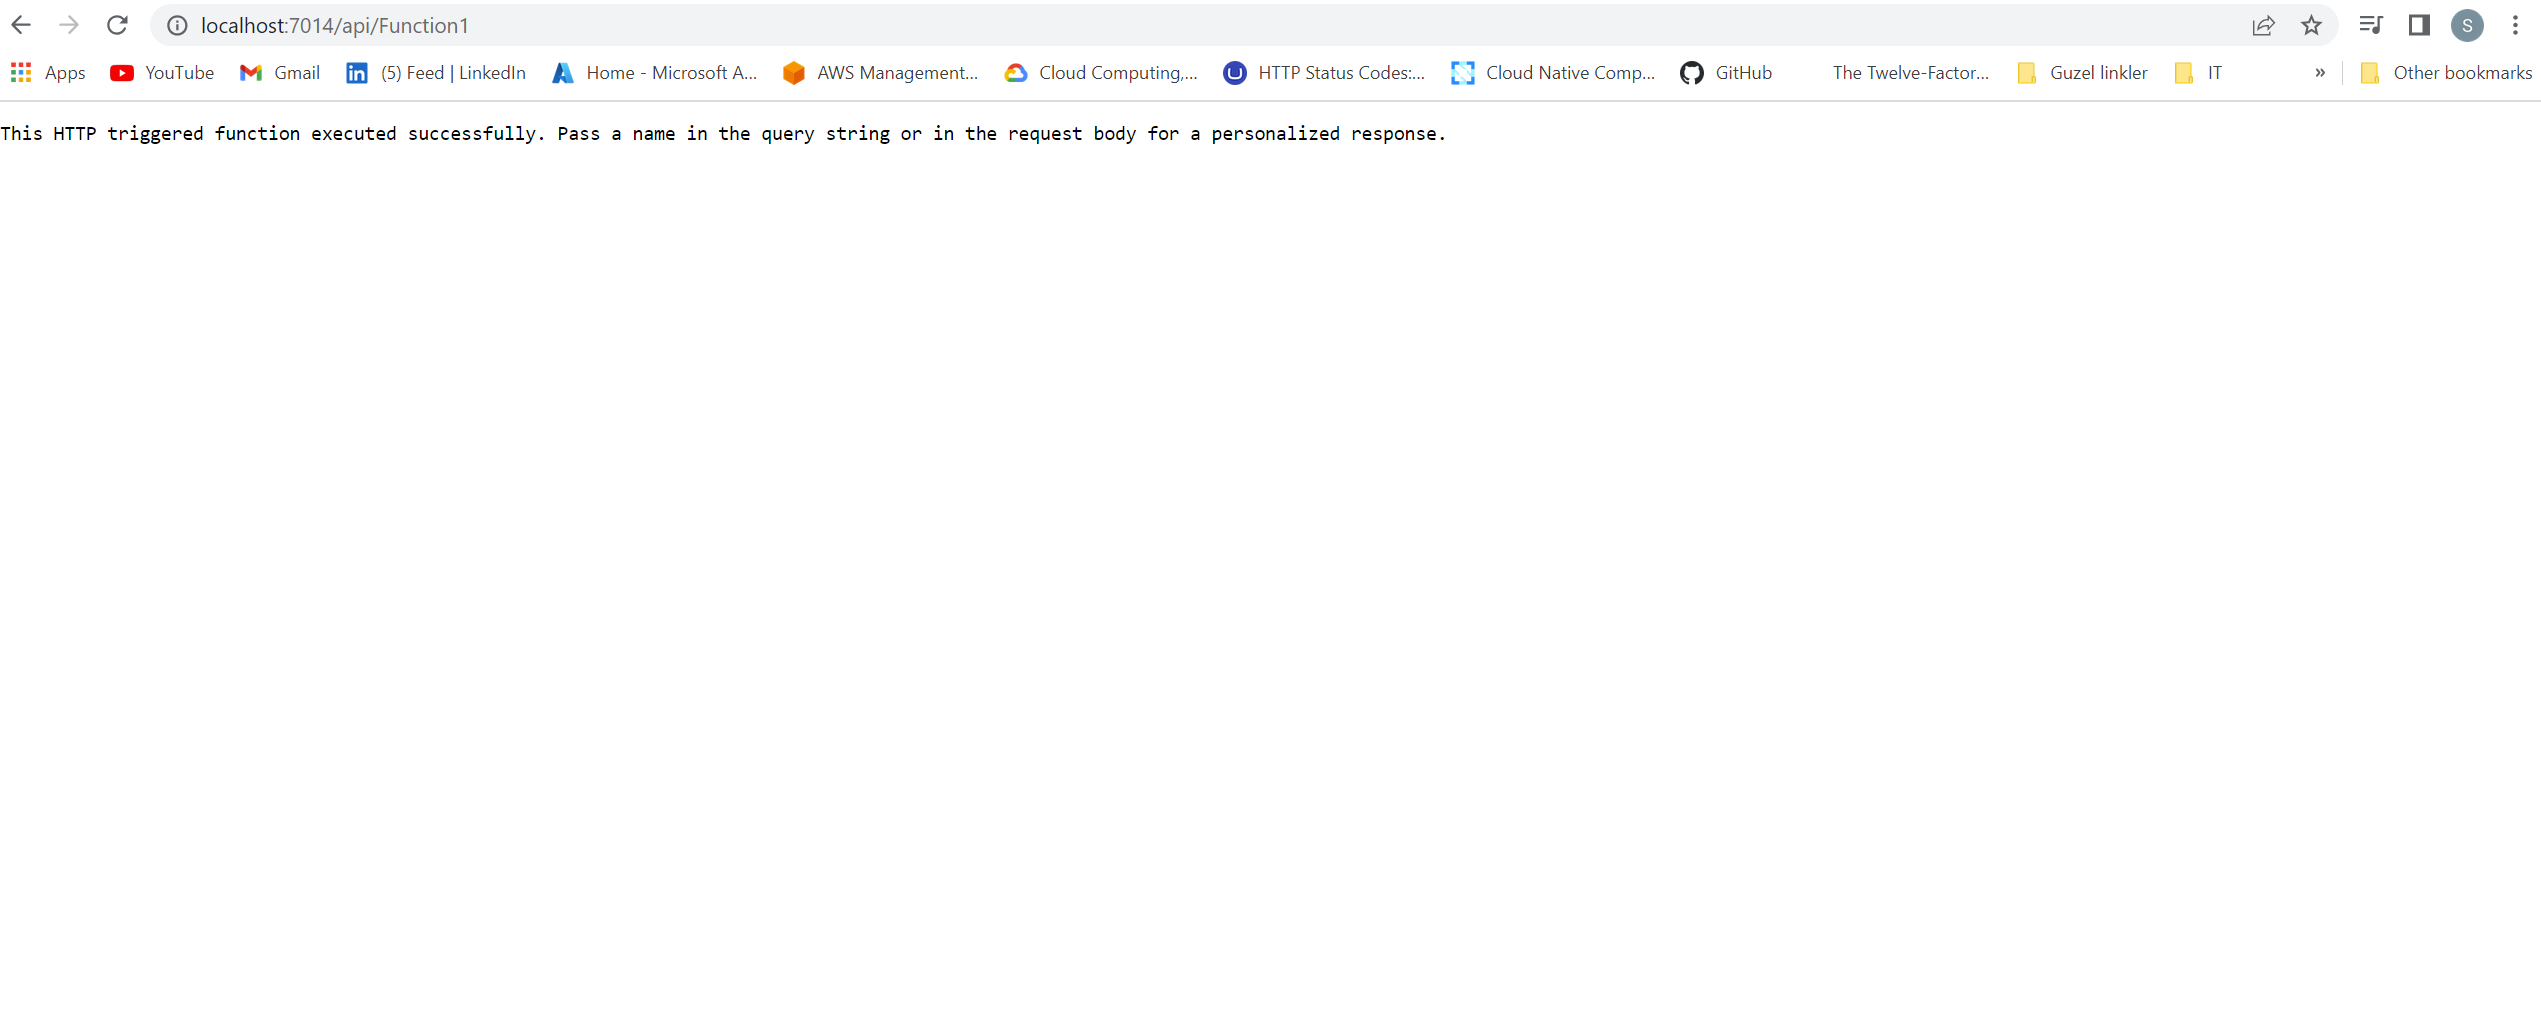 localhost:7014/api/Function1
S
Apps YouTube Gmail (5) Feed | LinkedIn Home - Microsoft A... AWS Management... Cloud Computing,... HTTP Status Codes:... Cloud Native Comp... GitHub The Twelve-Factor... Guzel linkler IT » Other bookmarks
This HTTP triggered function executed successfully. Pass a name in the query string or in the request body for a personalized response.